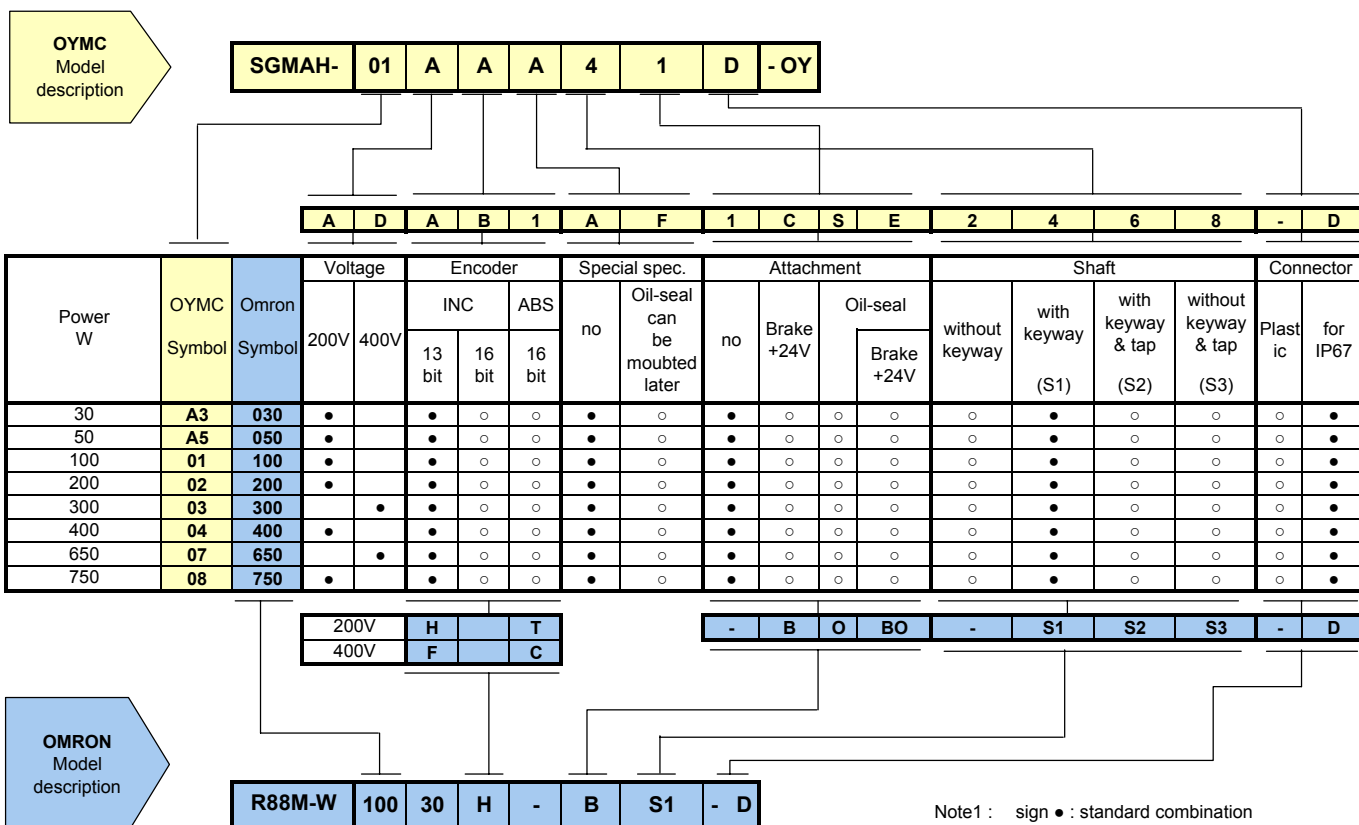 OYMC
Model
description
SGMAH- 01 A A A 4 1 D - OY
A D A B 1 A F 1 C S E 2 4 6 8 - D
Power
W
OYMC
Symbol
Omron
Symbol
Voltage
200V 400V
Encoder
INC ABS
13
bit
16
bit
16
bit
Special spec.
no
Oil-seal
can
be
moubted
later
Attachment
no
Brake
+24V
Oil-seal
Brake
+24V
Shaft
without
keyway
with
keyway
(S1)
with
keyway
& tap
(S2)
without
keyway
& tap
(S3)
Connector
Plast
ic
for
IP67
30 A3 030 ● ● ○ ○ ● ○ ● ○ ○ ○ ○ ● ○ ○ ○ ●
50 A5 050 ● ● ○ ○ ● ○ ● ○ ○ ○ ○ ● ○ ○ ○ ●
100 01 100 ● ● ○ ○ ● ○ ● ○ ○ ○ ○ ● ○ ○ ○ ●
200 02 200 ● ● ○ ○ ● ○ ● ○ ○ ○ ○ ● ○ ○ ○ ●
300 03 300 ● ● ○ ○ ● ○ ● ○ ○ ○ ○ ● ○ ○ ○ ●
400 04 400 ● ● ○ ○ ● ○ ● ○ ○ ○ ○ ● ○ ○ ○ ●
650 07 650 ● ● ○ ○ ● ○ ● ○ ○ ○ ○ ● ○ ○ ○ ●
750 08 750 ● ● ○ ○ ● ○ ● ○ ○ ○ ○ ● ○ ○ ○ ●
200V H T - B O BO - S1 S2 S3 - D
400V F C
OMRON
Model
description
R88M-W 100 30 H - B S1 - D
Note1 : sign ● : standard combination